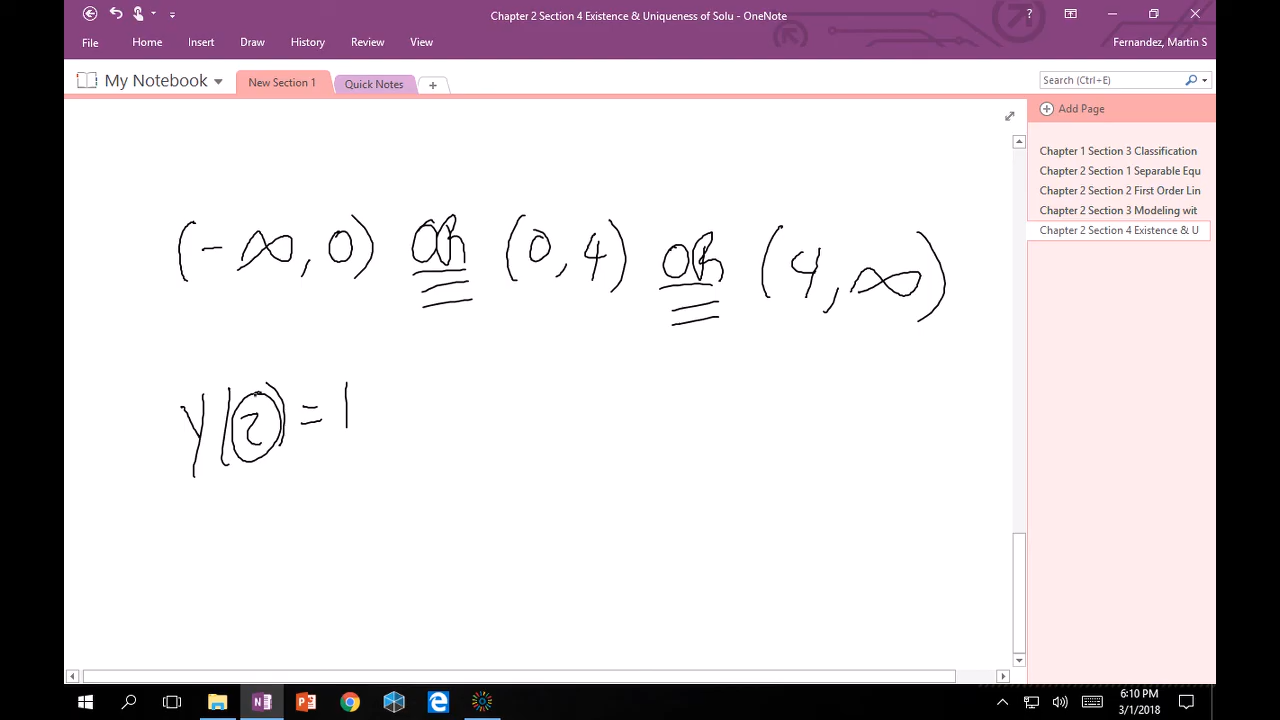 Chapter 2 Section 4 Existence & Uniqueness of Solu - OneNote
?
File Home Insert Draw History Review View
Fernandez, Martin S
My Notebook
New Section 1
Quick Notes
+
Search (Ctrl+E)
Add Page
Chapter 1 Section 3 Classification
Chapter 2 Section 1 Separable Equ
Chapter 2 Section 2 First Order Lin
Chapter 2 Section 3 Modeling wit
Chapter 2 Section 4 Existence & U
(-∞, 0) OR (0, 4) OR (4, ∞)
y(2) = 1
6:10 PM
3/1/2018